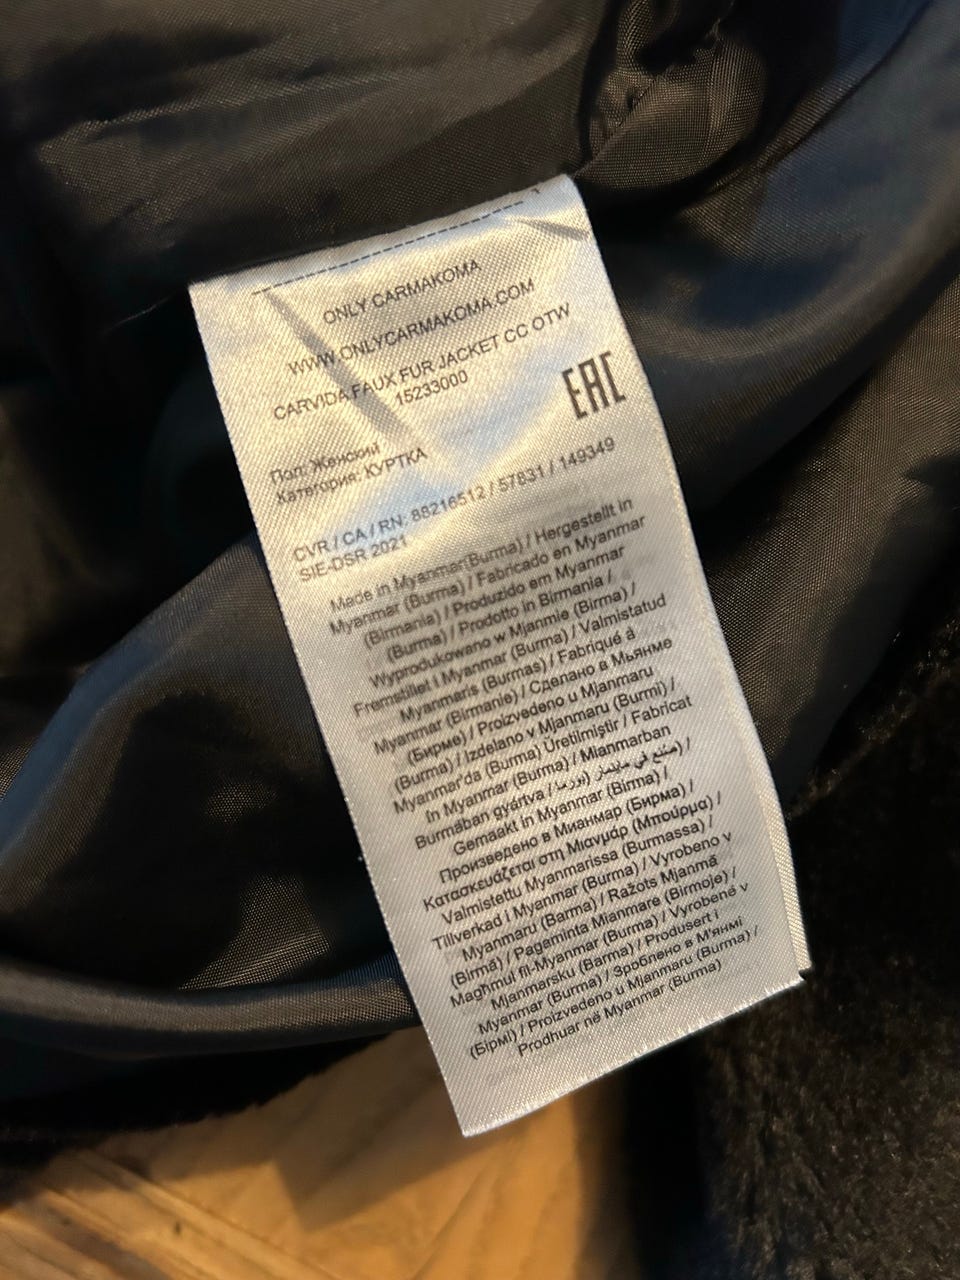 ONLY CARMAKOMA
WWW.ONLYCARMAKOMA.COM
CARVIDA FAUX FUR JACKET CC OTW
15233000
EAC
Пол: Женский
Категория: КУРТКА
CVR / CA / RN: 88216512 / 57831 / 149349
SIE-DSR 2021
Made in Myanmar(Burma) / Hergestellt in
Myanmar (Burma) / Fabricado en Myanmar
(Birmania) / Produzido em Myanmar
(Burma) / Prodotto in Birmania /
Wyprodukowano w Mjanmie (Birma) /
Fremstillet i Myanmar (Burma) / Valmistatud
Myanmaris (Burmas) / Fabriqué à
Myanmar (Birmanie) / Сделано в Мьянме
(Бирме) / Proizvedeno u Mjanmaru
(Burma) / Izdelano v Mjanmaru (Burmi) /
Myanmar'da (Burma) Üretilmiştir / Fabricat
In Myanmar (Burma) / Mianmarban
Burmában gyártva / صنع في ميانمار (بورما) /
Gemaakt in Myanmar (Birma) /
Произведено в Мианмар (Бирма) /
Κατασκευάζεται στη Μιανμάρ (Μπούρμα) /
Valmistettu Myanmarissa (Burmassa) /
Tillverkad i Myanmar (Burma) / Vyrobeno v
Myanmaru (Barma) / Ražots Mjanmā
(Birmā) / Pagaminta Mianmare (Birmoje) /
Magħmul fil-Myanmar (Burma) / Vyrobené v
Mjanmarsku (Barma) / Produsert i
Myanmar (Burma) / Зроблено в М'янмі
(Бірмі) / Proizvedeno u Mjanmaru (Burma) /
Prodhuar në Myanmar (Burma)